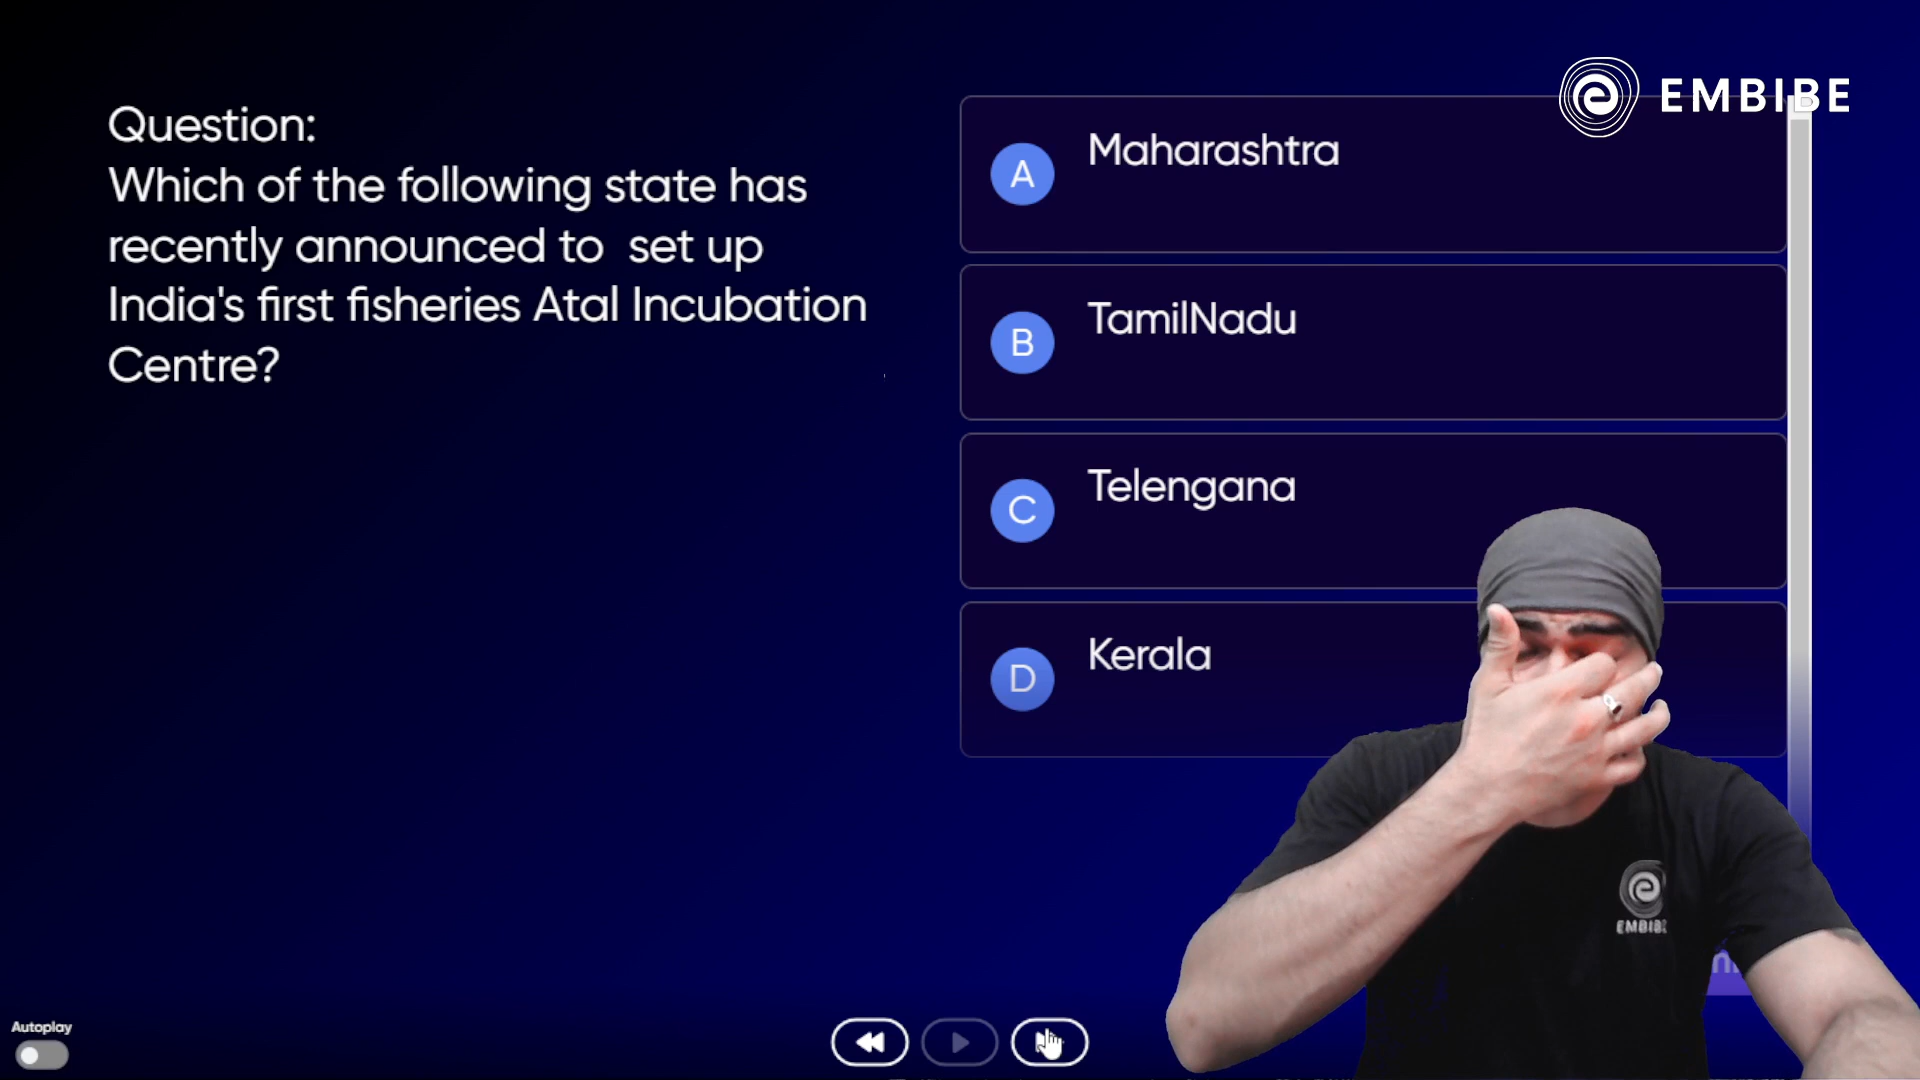 EMBIBE
Question:
Which of the following state has
recently announced to set up
India's first fisheries Atal Incubation
Centre?
A Maharashtra
B TamilNadu
C Telengana
D Kerala
EMBIBE
Autoplay